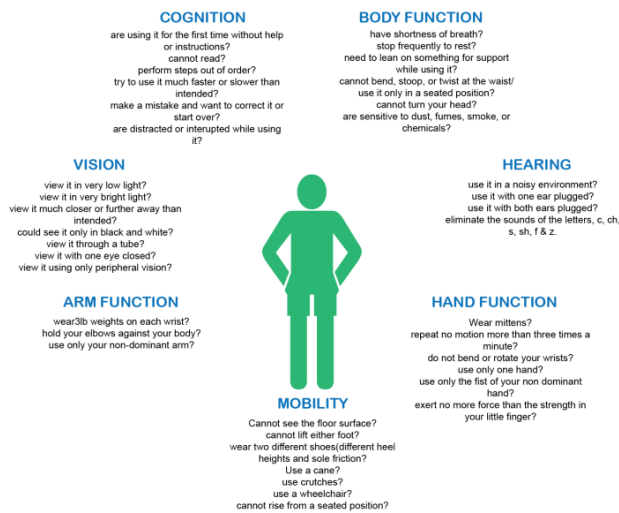 COGNITION
are using it for the first time without help
or instructions?
cannot read?
perform steps out of order?
try to use it much faster or slower than
intended?
make a mistake and want to correct it or
start over?
are distracted or interupted while using
it?
BODY FUNCTION
have shortness of breath?
stop frequently to rest?
need to lean on something for support
while using it?
cannot bend, stoop, or twist at the waist/
use it only in a seated position?
cannot turn your head?
are sensitive to dust, fumes, smoke, or
chemicals?
VISION
view it in very low light?
view it in very bright light?
view it much closer or further away than
intended?
could see it only in black and white?
view it through a tube?
view it with one eye closed?
view it using only peripheral vision?
HEARING
use it in a noisy environment?
use it with one ear plugged?
use it with both ears plugged?
eliminate the sounds of the letters, c, ch,
s, sh, f & z.
ARM FUNCTION
wear3lb weights on each wrist?
hold your elbows against your body?
use only your non-dominant arm?
HAND FUNCTION
Wear mittens?
repeat no motion more than three times a
minute?
do not bend or rotate your wrists?
use only one hand?
use only the fist of your non dominant
hand?
exert no more force than the strength in
your little finger?
MOBILITY
Cannot see the floor surface?
cannot lift either foot?
wear two different shoes(different heel
heights and sole friction?
Use a cane?
use crutches?
use a wheelchair?
cannot rise from a seated position?